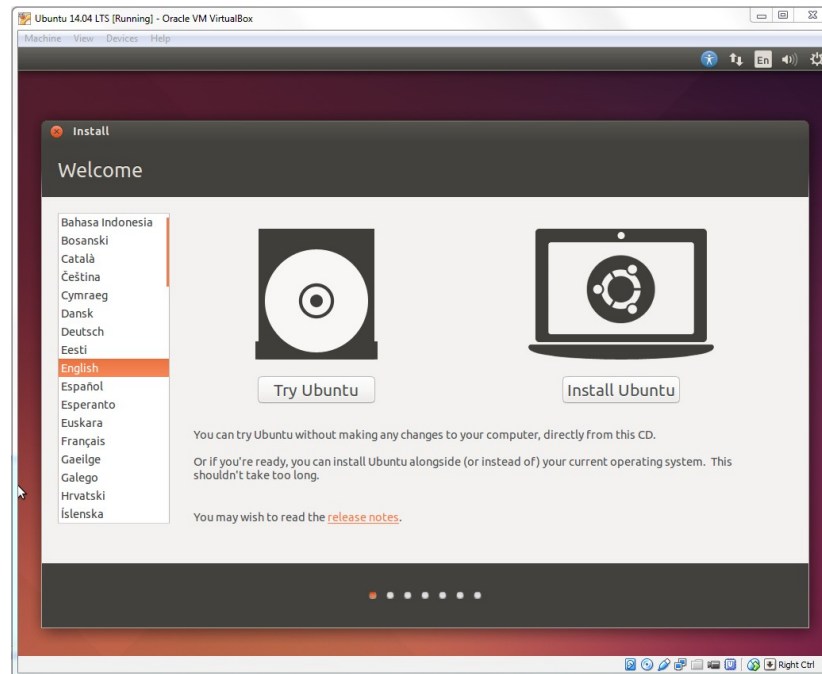 Ubuntu 14.04 LTS [Running] - Oracle VM VirtualBox
Machine View Devices Help
En
Install
Welcome
Bahasa Indonesia
Bosanski
Català
Čeština
Cymraeg
Dansk
Deutsch
Eesti
English
Español
Esperanto
Euskara
Français
Gaeilge
Galego
Hrvatski
Íslenska
Try Ubuntu
Install Ubuntu
You can try Ubuntu without making any changes to your computer, directly from this CD.
Or if you're ready, you can install Ubuntu alongside (or instead of) your current operating system. This
shouldn't take too long.
You may wish to read the release notes.
Right Ctrl